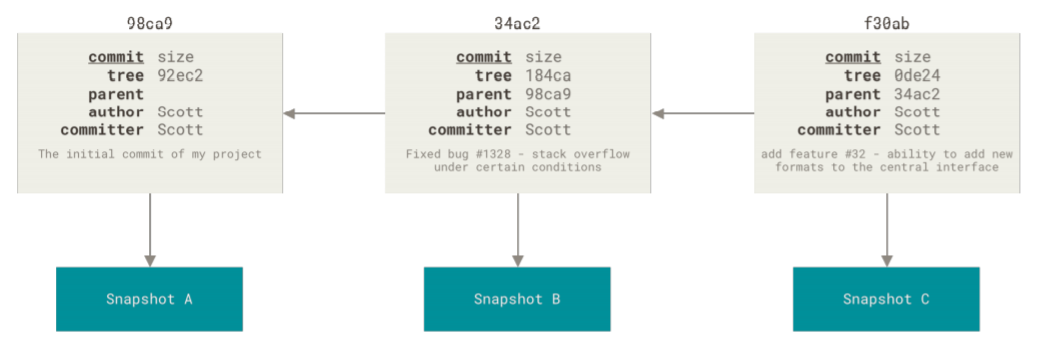 98ca9
commit size
tree 92ec2
parent
author Scott
committer Scott
The initial commit of my project
Snapshot A
34ac2
commit size
tree 184ca
parent 98ca9
author Scott
committer Scott
Fixed bug #1328 - stack overflow
under certain conditions
Snapshot B
f30ab
commit size
tree 0de24
parent 34ac2
author Scott
committer Scott
add feature #32 - ability to add new
formats to the central interface
Snapshot C